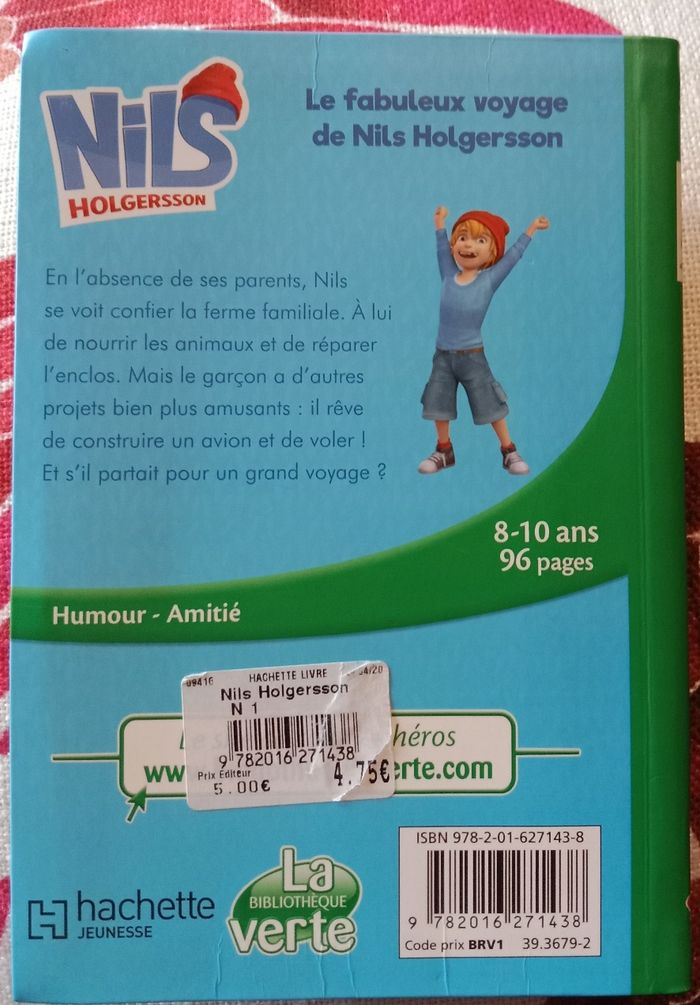 NiLS
HOLGERSSON
Le fabuleux voyage
de Nils Holgersson
En l'absence de ses parents, Nils
se voit confier la ferme familiale. À lui
de nourrir les animaux et de réparer
l'enclos. Mais le garçon a d'autres
projets bien plus amusants : il rêve
de construire un avion et de voler !
Et s'il partait pour un grand voyage ?
8-10 ans
96 pages
Humour - Amitié
09416 HACHETTE LIVRE 04/20
Nils Holgersson
N 1
9 782016 271438
Prix Editeur
5.00€
4.75€
héros
www. verte.com
ISBN 978-2-01-627143-8
9 782016 271438
Code prix BRV1 39.3679-2
hachette
JEUNESSE
La
BIBLIOTHÈQUE
verte